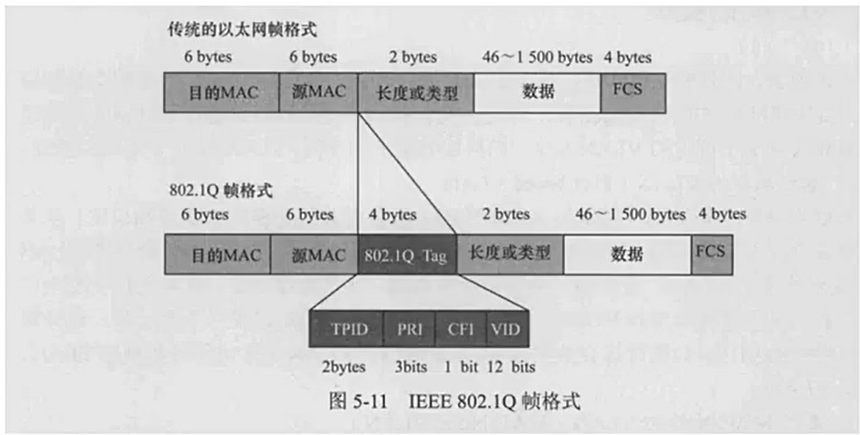 传统的以太网帧格式
6 bytes 6 bytes 2 bytes 46～1 500 bytes 4 bytes
目的MAC 源MAC 长度或类型 数据 FCS
802.1Q 帧格式
6 bytes 6 bytes 4 bytes 2 bytes 46～1 500 bytes 4 bytes
目的MAC 源MAC 802.1Q Tag 长度或类型 数据 FCS
TPID PRI CFI VID
2bytes 3bits 1 bit 12 bits
图 5-11 IEEE 802.1Q 帧格式